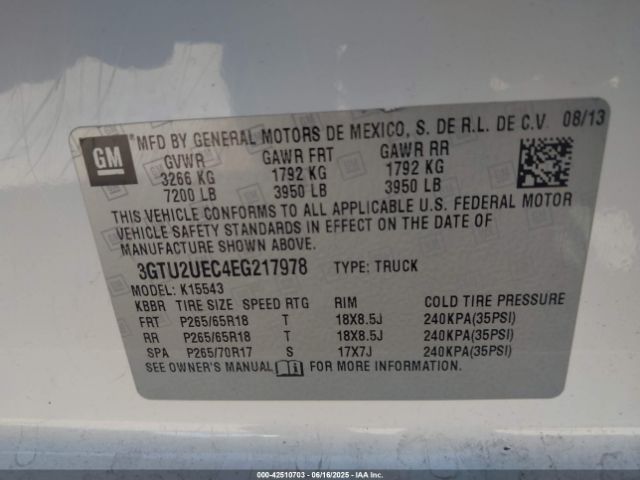 GM
MFD BY GENERAL MOTORS DE MEXICO, S. DE R.L. DE C.V. 08/13
GVWR GAWR FRT GAWR RR
3266 KG 1792 KG 1792 KG
7200 LB 3950 LB 3950 LB
THIS VEHICLE CONFORMS TO ALL APPLICABLE U.S. FEDERAL MOTOR
VEHICLE SAFETY STANDARDS IN EFFECT ON THE DATE OF
MANUFACTURE SHOWN ABOVE.
3GTU2UEC4EG217978 TYPE: TRUCK
MODEL: K15543
KBBR TIRE SIZE SPEED RTG RIM COLD TIRE PRESSURE
FRT P265/65R18 T 18X8.5J 240KPA(35PSI)
RR P265/65R18 T 18X8.5J 240KPA(35PSI)
SPA P265/70R17 S 17X7J 240KPA(35PSI)
SEE OWNER'S MANUAL FOR MORE INFORMATION.
000-42510703 - 06/16/2025 - IAA Inc.